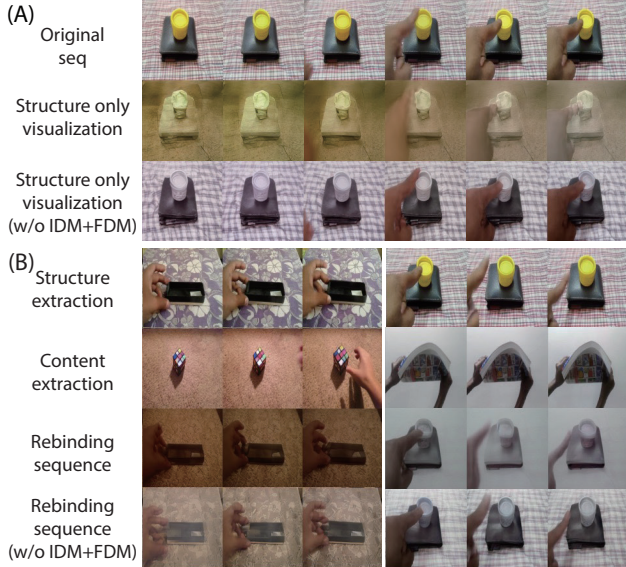 (A)
Original
seq
Structure only
visualization
Structure only
visualization
(w/o IDM+FDM)
(B)
Structure
extraction
Content
extraction
Rebinding
sequence
Rebinding
sequence
(w/o IDM+FDM)